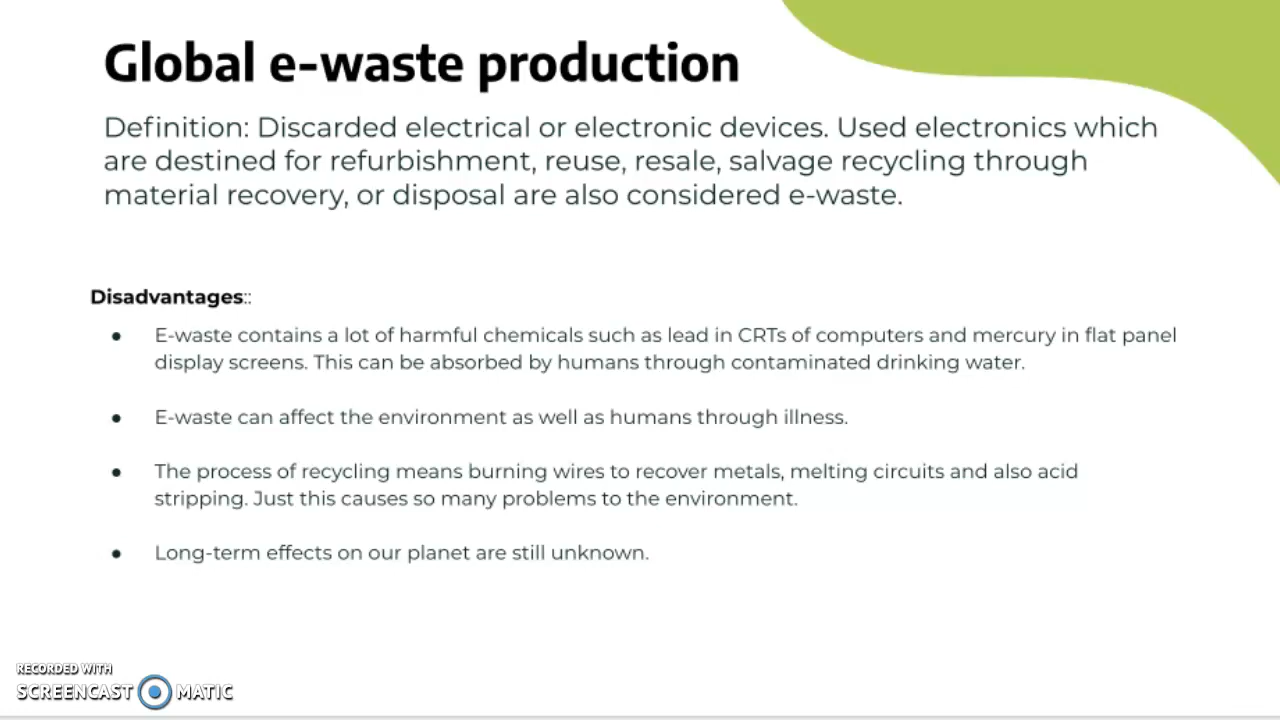 Global e-waste production
Definition: Discarded electrical or electronic devices. Used electronics which
are destined for refurbishment, reuse, resale, salvage recycling through
material recovery, or disposal are also considered e-waste.
Disadvantages::
● E-waste contains a lot of harmful chemicals such as lead in CRTs of computers and mercury in flat panel
display screens. This can be absorbed by humans through contaminated drinking water.
● E-waste can affect the environment as well as humans through illness.
● The process of recycling means burning wires to recover metals, melting circuits and also acid
stripping. Just this causes so many problems to the environment.
● Long-term effects on our planet are still unknown.
RECORDED WITH
SCREENCAST MATIC